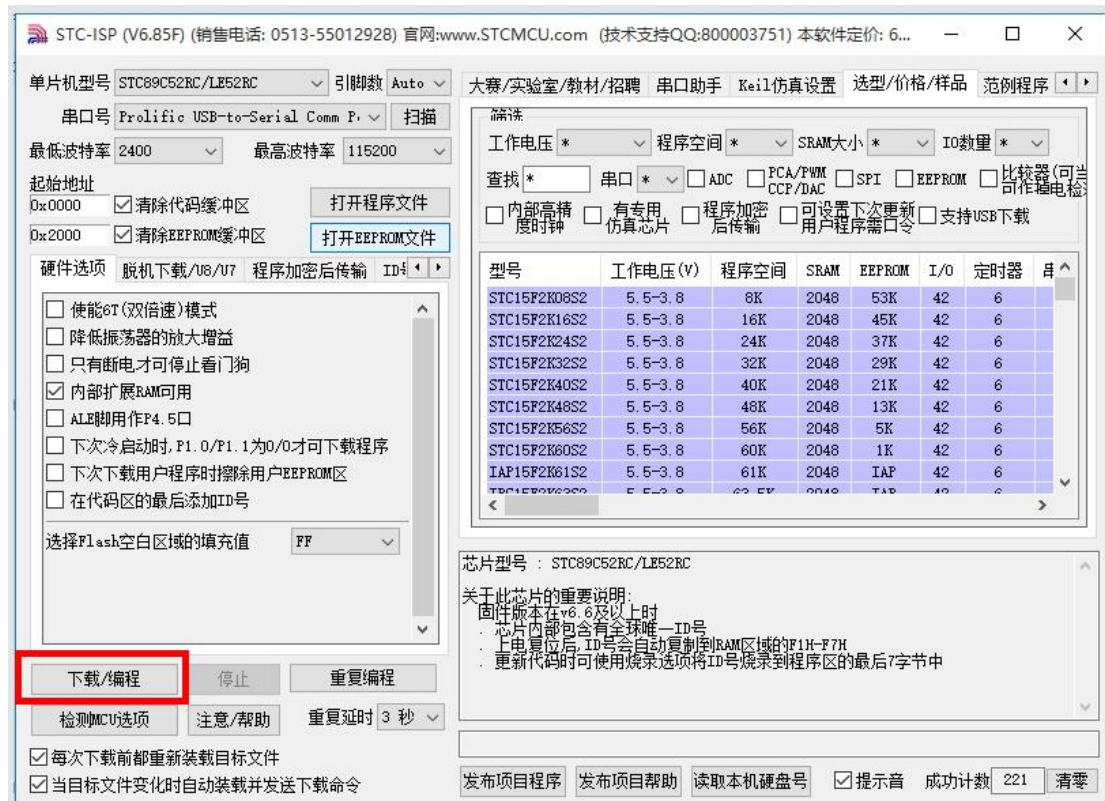 STC-ISP (V6.85F) (销售电话: 0513-55012928) 官网:www.STCMCU.com (技术支持QQ:800003751) 本软件定价: 6...
单片机型号 STC89C52RC/LE52RC 引脚数 Auto
串口号 Prolific USB-to-Serial Comm P 扫描
最低波特率 2400 最高波特率 115200
起始地址
0x0000 清除代码缓冲区 打开程序文件
0x2000 清除EEPROM缓冲区 打开EEPROM文件
硬件选项 脱机下载/U8/U7 程序加密后传输
使能6T(双倍速)模式
降低振荡器的放大增益
只有断电才可停止看门狗
内部扩展RAM可用
ALE脚用作P4.5口
下次冷启动时,P1.0/P1.1为0/0才可下载程序
下次下载用户程序时擦除用户EEPROM区
在代码区的最后添加ID号
选择Flash空白区域的填充值 FF
下载/编程 停止 重复编程
检测MCU选项 注意/帮助 重复延时 3 秒
每次下载前都重新装载目标文件
当目标文件变化时自动装载并发送下载命令
大赛/实验室/教材/招聘 串口助手 Keil仿真设置 选型/价格/样品 范例程序
筛选
工作电压 * 程序空间 * SRAM大小 * IO数量 *
查找 * 串口 * ADC PCA/PWM CCP/DAC SPI EEPROM 比较器(可当
内部高精度时钟 有专用仿真芯片 程序加密后传输 可设置下次更新用户程序需口令 支持USB下载
型号 工作电压(V) 程序空间 SRAM EEPROM I/O 定时器
STC15F2K08S2 5.5-3.8 8K 2048 53K 42 6
STC15F2K16S2 5.5-3.8 16K 2048 45K 42 6
STC15F2K24S2 5.5-3.8 24K 2048 37K 42 6
STC15F2K32S2 5.5-3.8 32K 2048 29K 42 6
STC15F2K40S2 5.5-3.8 40K 2048 21K 42 6
STC15F2K48S2 5.5-3.8 48K 2048 13K 42 6
STC15F2K56S2 5.5-3.8 56K 2048 5K 42 6
STC15F2K60S2 5.5-3.8 60K 2048 1K 42 6
IAP15F2K61S2 5.5-3.8 61K 2048 IAP 42 6
芯片型号 : STC89C52RC/LE52RC
关于此芯片的重要说明:
固件版本在v6.6及以上时
. 芯片内部包含有全球唯一ID号
. 上电复位后,ID号会自动复制到RAM区域的F1H-F7H
. 更新代码时可使用烧录选项将ID号烧录到程序区的最后7字节中
发布项目程序 发布项目帮助 读取本机硬盘号 提示音 成功计数 221 清零